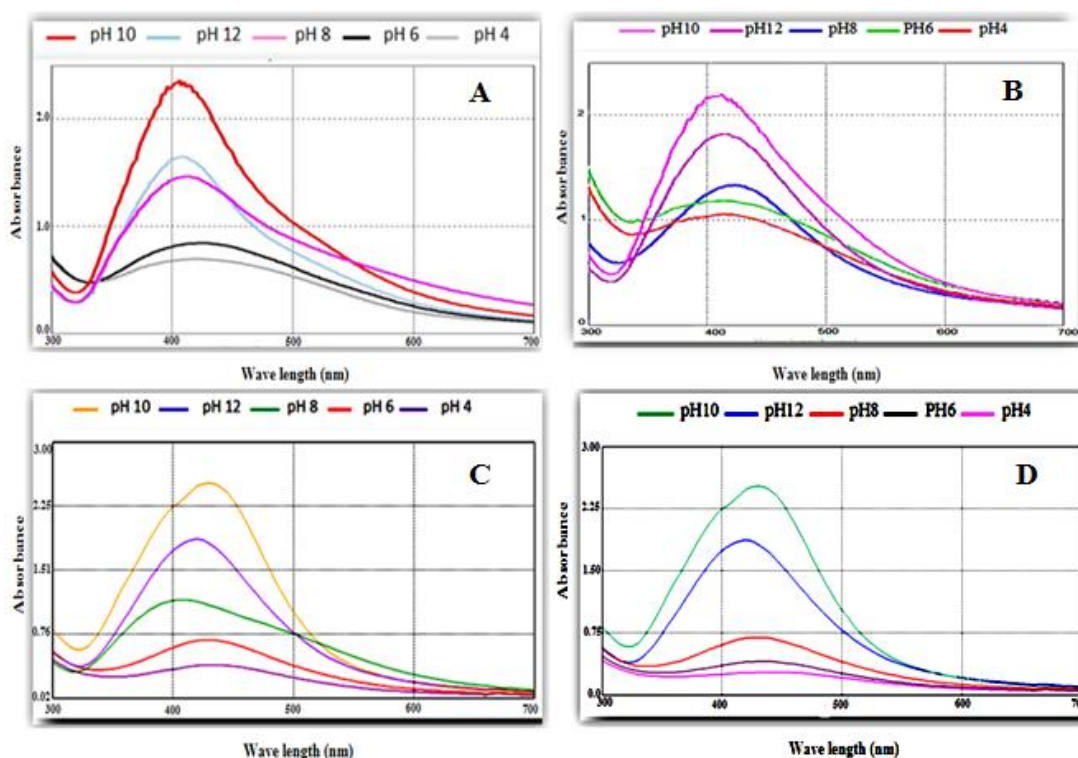 pH 10 pH 12 pH 8 pH 6 pH 4
A
2.0
1.0
0.0
300 400 500 600 700
Absorbance
Wave length (nm)
pH10 pH12 pH8 PH6 pH4
B
2
1
0
300 400 500 600 700
Absorbance
Wave length (nm)
pH 10 pH 12 pH 8 pH 6 pH 4
C
3.00
2.25
1.51
0.76
0.02
300 400 500 600 700
Absorbance
Wave length (nm)
pH10 pH12 pH8 PH6 pH4
D
3.00
2.25
1.50
0.75
0.0
300 400 500 600 700
Absorbance
Wave length (nm)